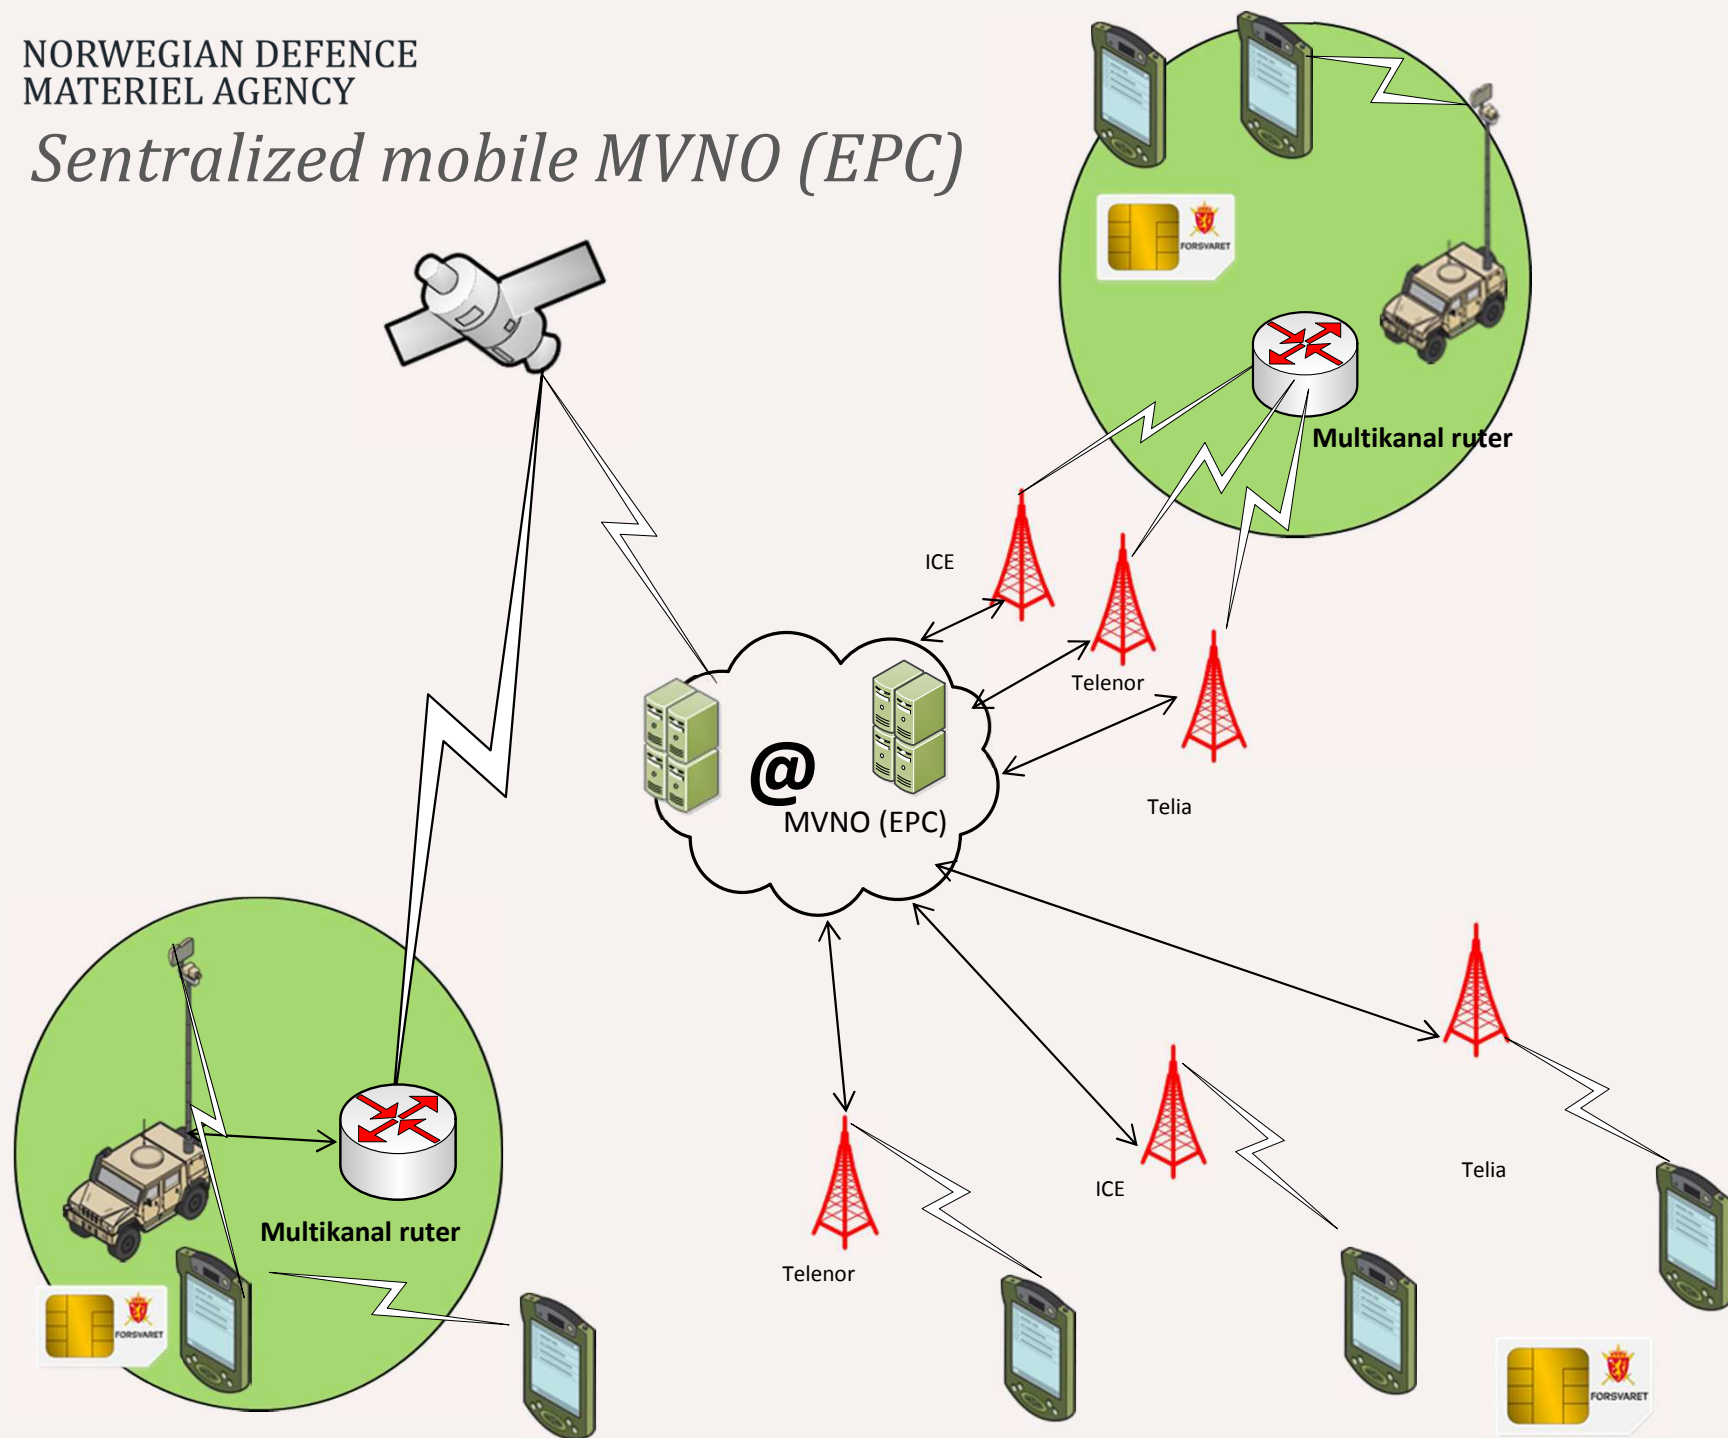 NORWEGIAN DEFENCE
MATERIEL AGENCY
Sentralized mobile MVNO (EPC)
FORSVARET
Multikanal ruter
ICE
Telenor
Telia
@
MVNO (EPC)
Multikanal ruter
FORSVARET
Telenor
ICE
Telia
FORSVARET